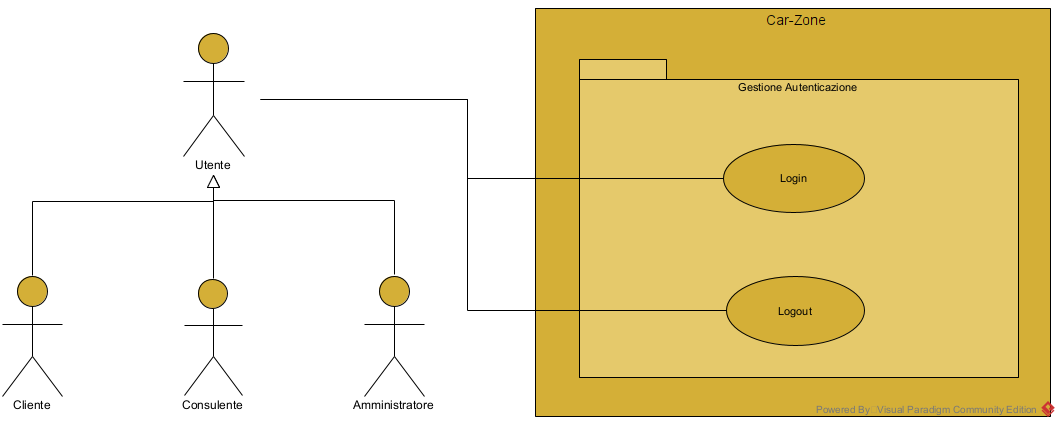 Car-Zone
Gestione Autenticazione
Utente
Login
Logout
Cliente
Consulente
Amministratore
Powered By Visual Paradigm Community Edition